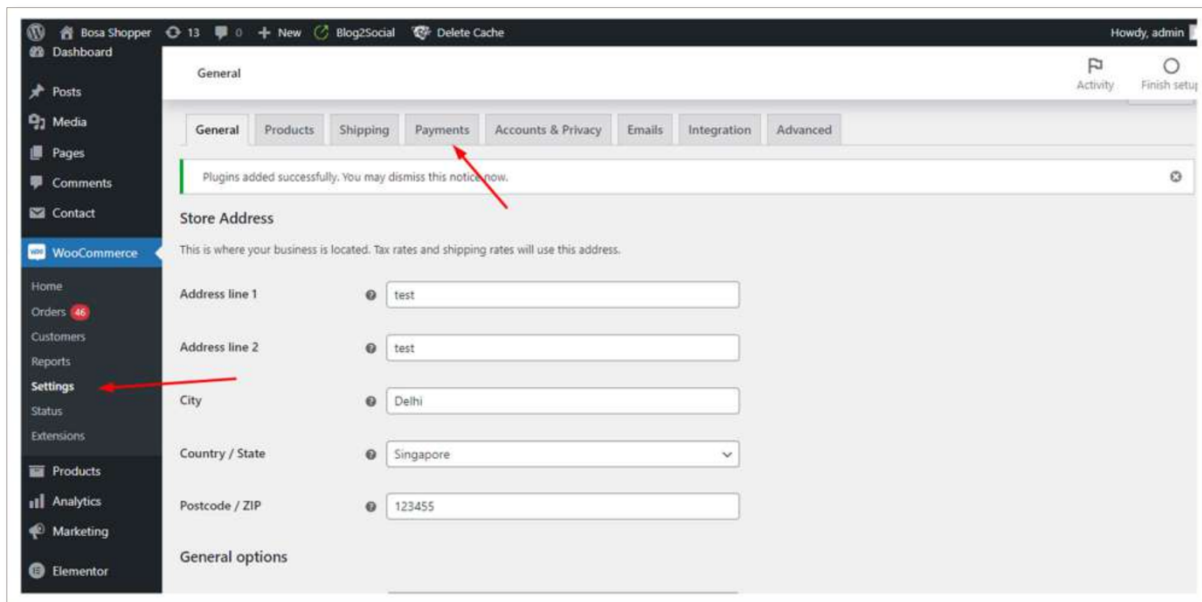 Bosa Shopper 13 0 + New Blog2Social Delete Cache Howdy, admin
Dashboard
Posts
Media
Pages
Comments
Contact
WooCommerce
Home
Orders 46
Customers
Reports
Settings
Status
Extensions
Products
Analytics
Marketing
Elementor
General
Activity Finish setup
General Products Shipping Payments Accounts & Privacy Emails Integration Advanced
Plugins added successfully. You may dismiss this notice now.
Store Address
This is where your business is located. Tax rates and shipping rates will use this address.
Address line 1 test
Address line 2 test
City Delhi
Country / State Singapore
Postcode / ZIP 123455
General options